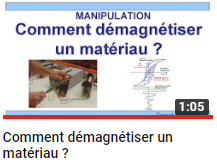 MANIPULATION
Comment démagnétiser
un matériau ?
1:05
Comment démagnétiser un
matériau ?